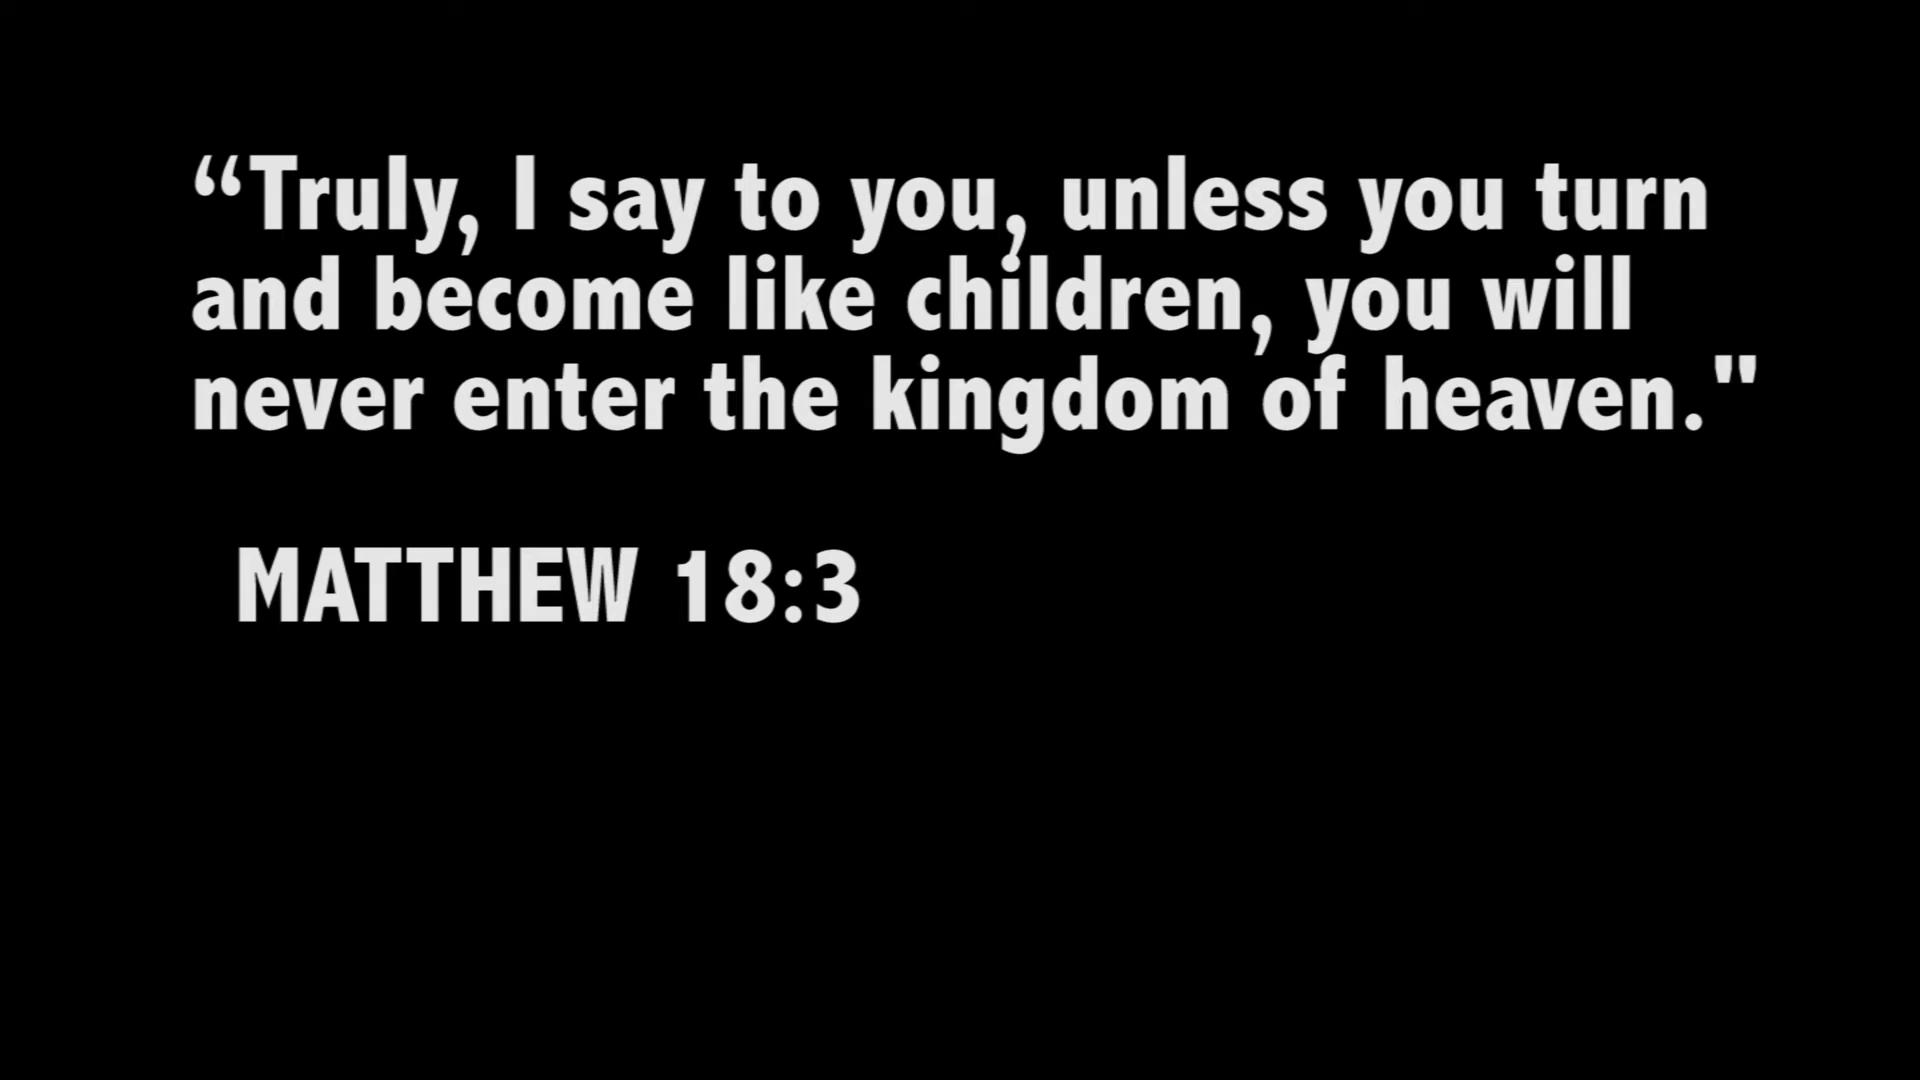 “Truly, I say to you, unless you turn
and become like children, you will
never enter the kingdom of heaven."
MATTHEW 18:3